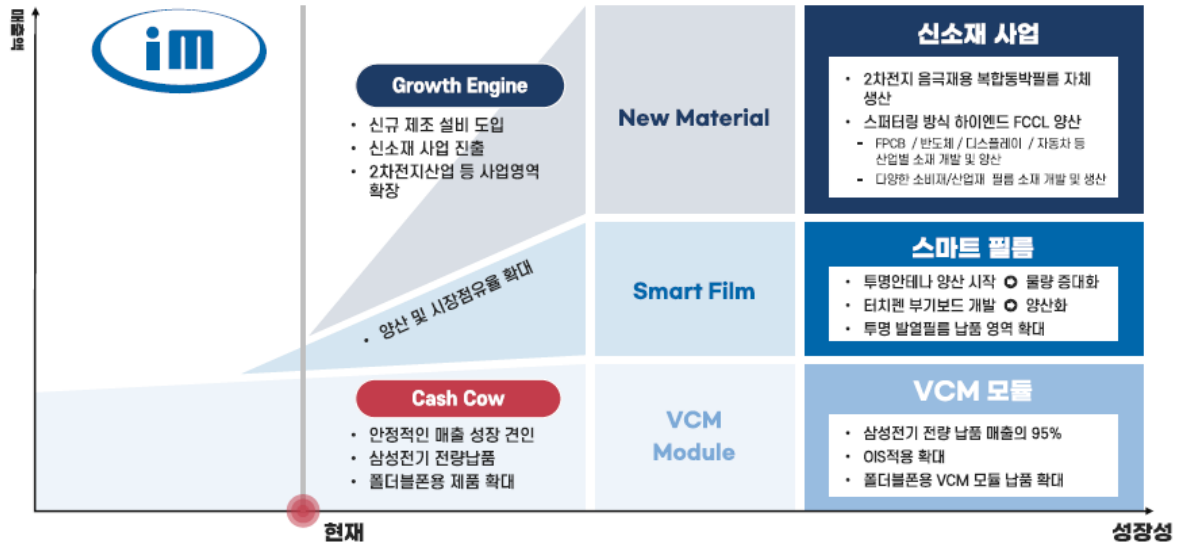 매출액
im
Growth Engine
• 신규 제조 설비 도입
• 신소재 사업 진출
• 2차전지산업 등 사업영역
확장
• 양산 및 시장점유율 확대
Cash Cow
• 안정적인 매출 성장 견인
• 삼성전기 전량납품
• 폴더블폰용 제품 확대
New Material
Smart Film
VCM
Module
신소재 사업
• 2차전지 음극재용 복합동박필름 자체
생산
• 스퍼터링 방식 하이엔드 FCCL 양산
- FPCB / 반도체 / 디스플레이 / 자동차 등
산업별 소재 개발 및 양산
- 다양한 소비재/산업재 필름 소재 개발 및 생산
스마트 필름
• 투명안테나 양산 시작 ➲ 물량 증대화
• 터치펜 부기보드 개발 ➲ 양산화
• 투명 발열필름 납품 영역 확대
VCM 모듈
• 삼성전기 전량 납품 매출의 95%
• OIS적용 확대
• 폴더블폰용 VCM 모듈 납품 확대
현재
성장성